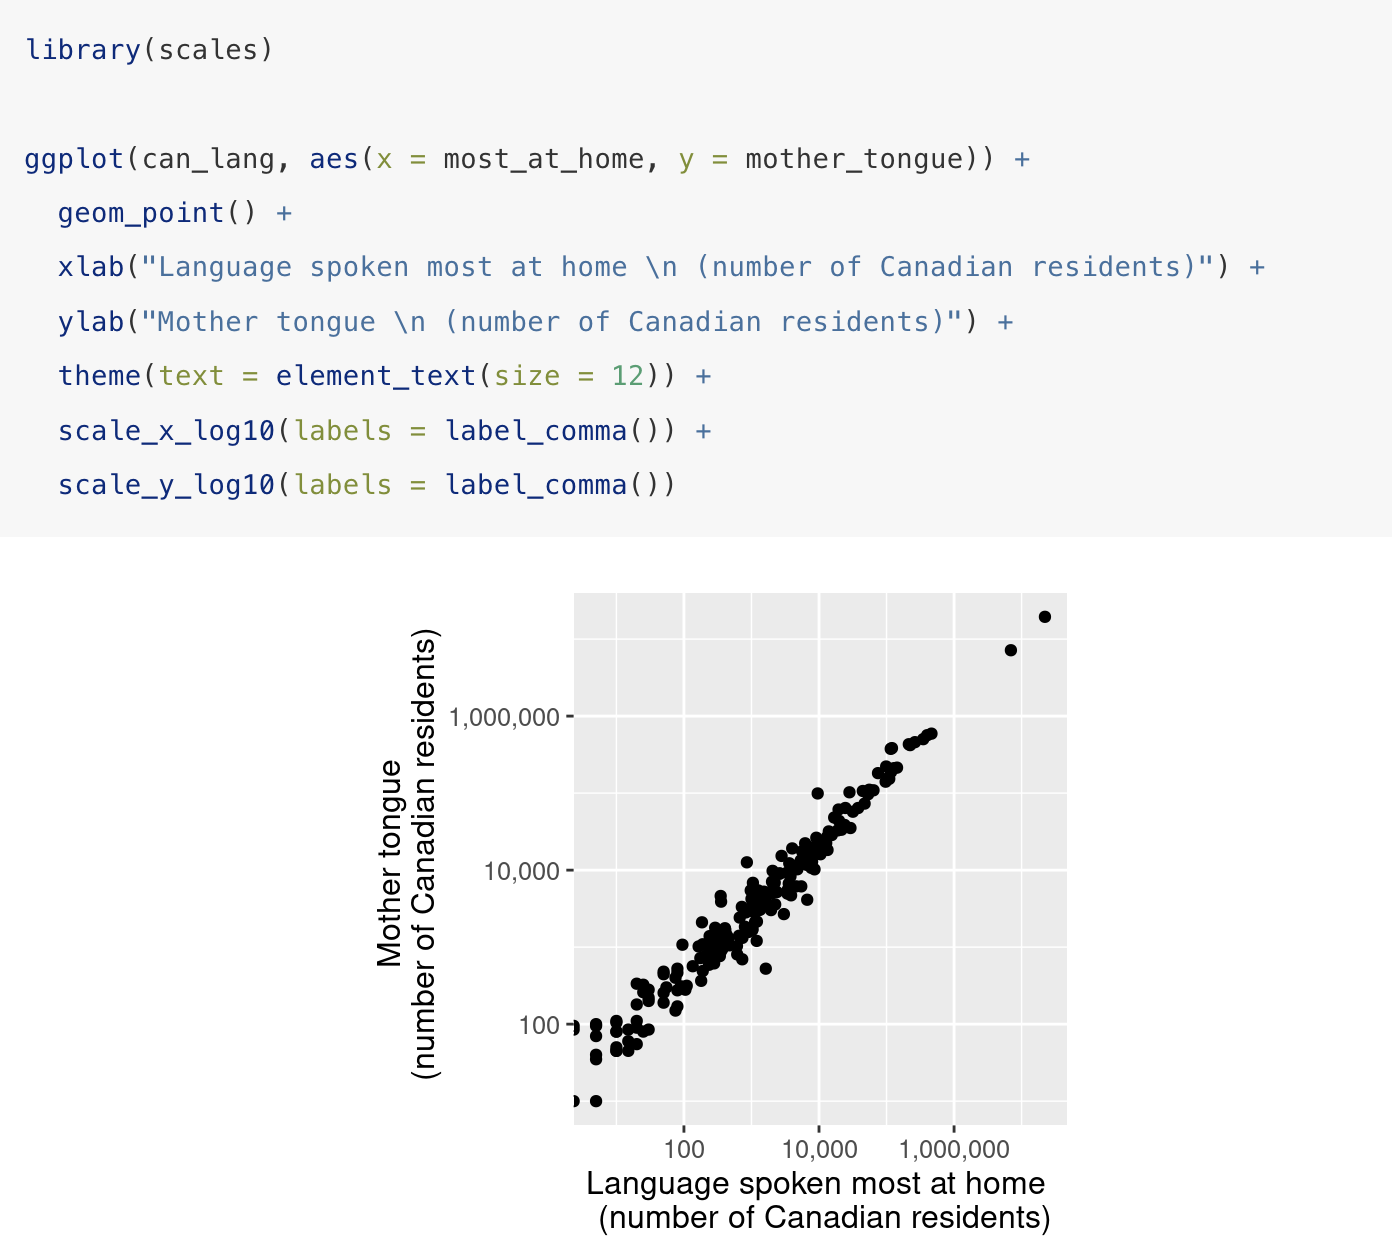 library(scales)
ggplot(can_lang, aes(x = most_at_home, y = mother_tongue)) +
  geom_point() +
  xlab("Language spoken most at home \n (number of Canadian residents)") +
  ylab("Mother tongue \n (number of Canadian residents)") +
  theme(text = element_text(size = 12)) +
  scale_x_log10(labels = label_comma()) +
  scale_y_log10(labels = label_comma())
Mother tongue
(number of Canadian residents)
1,000,000
10,000
100
100 10,000 1,000,000
Language spoken most at home
(number of Canadian residents)